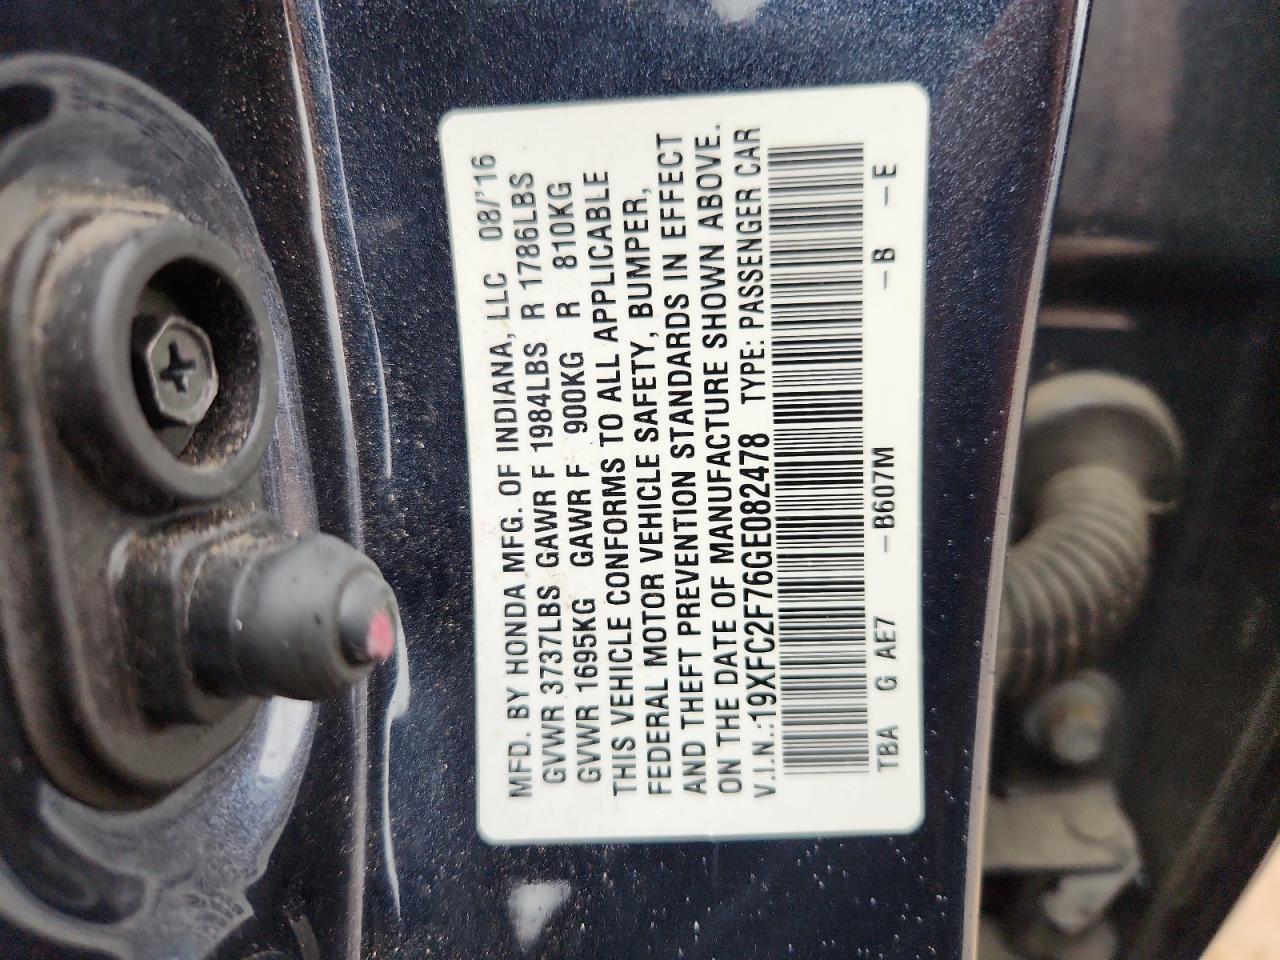 MFD. BY HONDA MFG. OF INDIANA, LLC 08/'16
GVWR 3737LBS GAWR F 1984LBS R 1786LBS
GVWR 1695KG GAWR F 900KG R 810KG
THIS VEHICLE CONFORMS TO ALL APPLICABLE
FEDERAL MOTOR VEHICLE SAFETY, BUMPER,
AND THEFT PREVENTION STANDARDS IN EFFECT
ON THE DATE OF MANUFACTURE SHOWN ABOVE.
V.I.N.:19XFC2F76GE082478 TYPE: PASSENGER CAR
TBA G AE7 -B607M -B -E